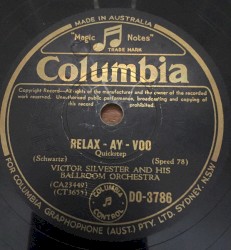 MADE IN AUSTRALIA
"Magic Notes"
TRADE MARK
Columbia
Copyright Record.—All rights of the manufacturer and owner of the recorded
work reserved. Unauthorised public performance, broadcasting and copying of
this record prohibited.
RELAX - AY - VOO
Quickstep
(Schwartz) (Speed 78)
VICTOR SILVESTER AND HIS
BALLROOM ORCHESTRA
(CA23449)
(CT3655)
COLUMBIA
CONTROL
DO-3786
FOR COLUMBIA GRAPHOPHONE (AUST.) PTY. LTD. SYDNEY, NSW.